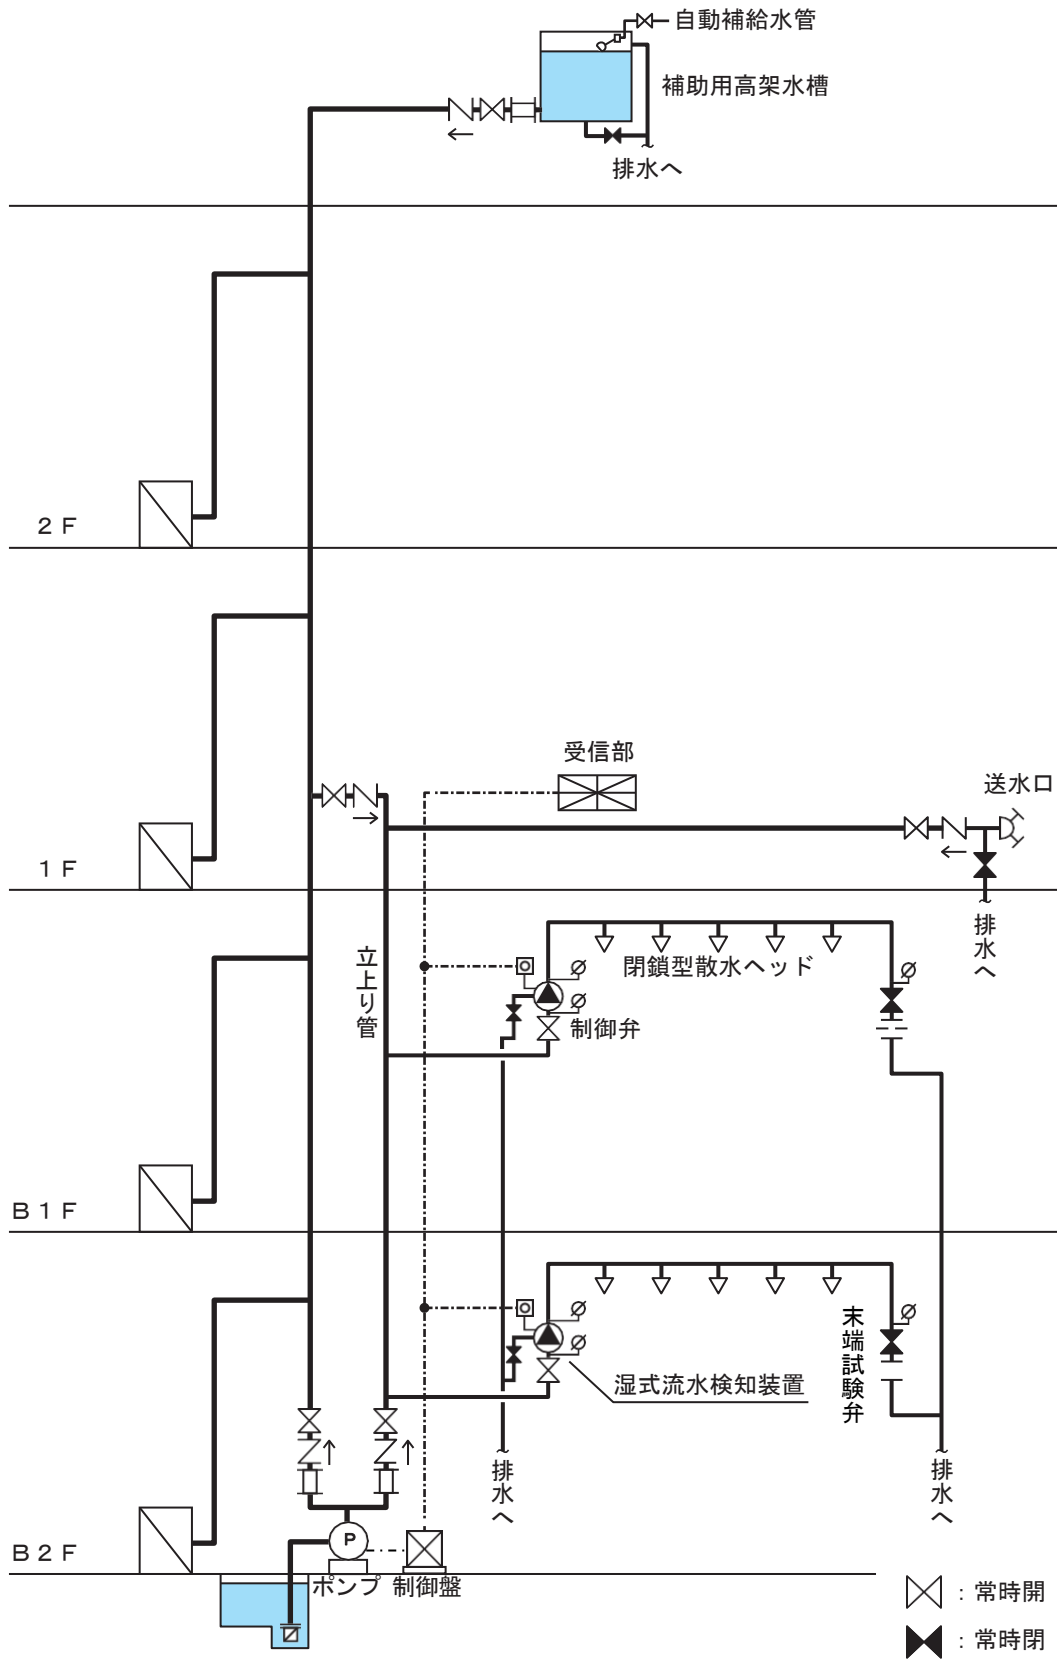 自動補給水管
補助用高架水槽
排水へ
2F
受信部
送水口
1F
排水へ
立上り管
閉鎖型散水ヘッド
制御弁
B1F
末端試験弁
湿式流水検知装置
排水へ
排水へ
P
B2F
ポンプ
制御盤
：常時開
：常時閉